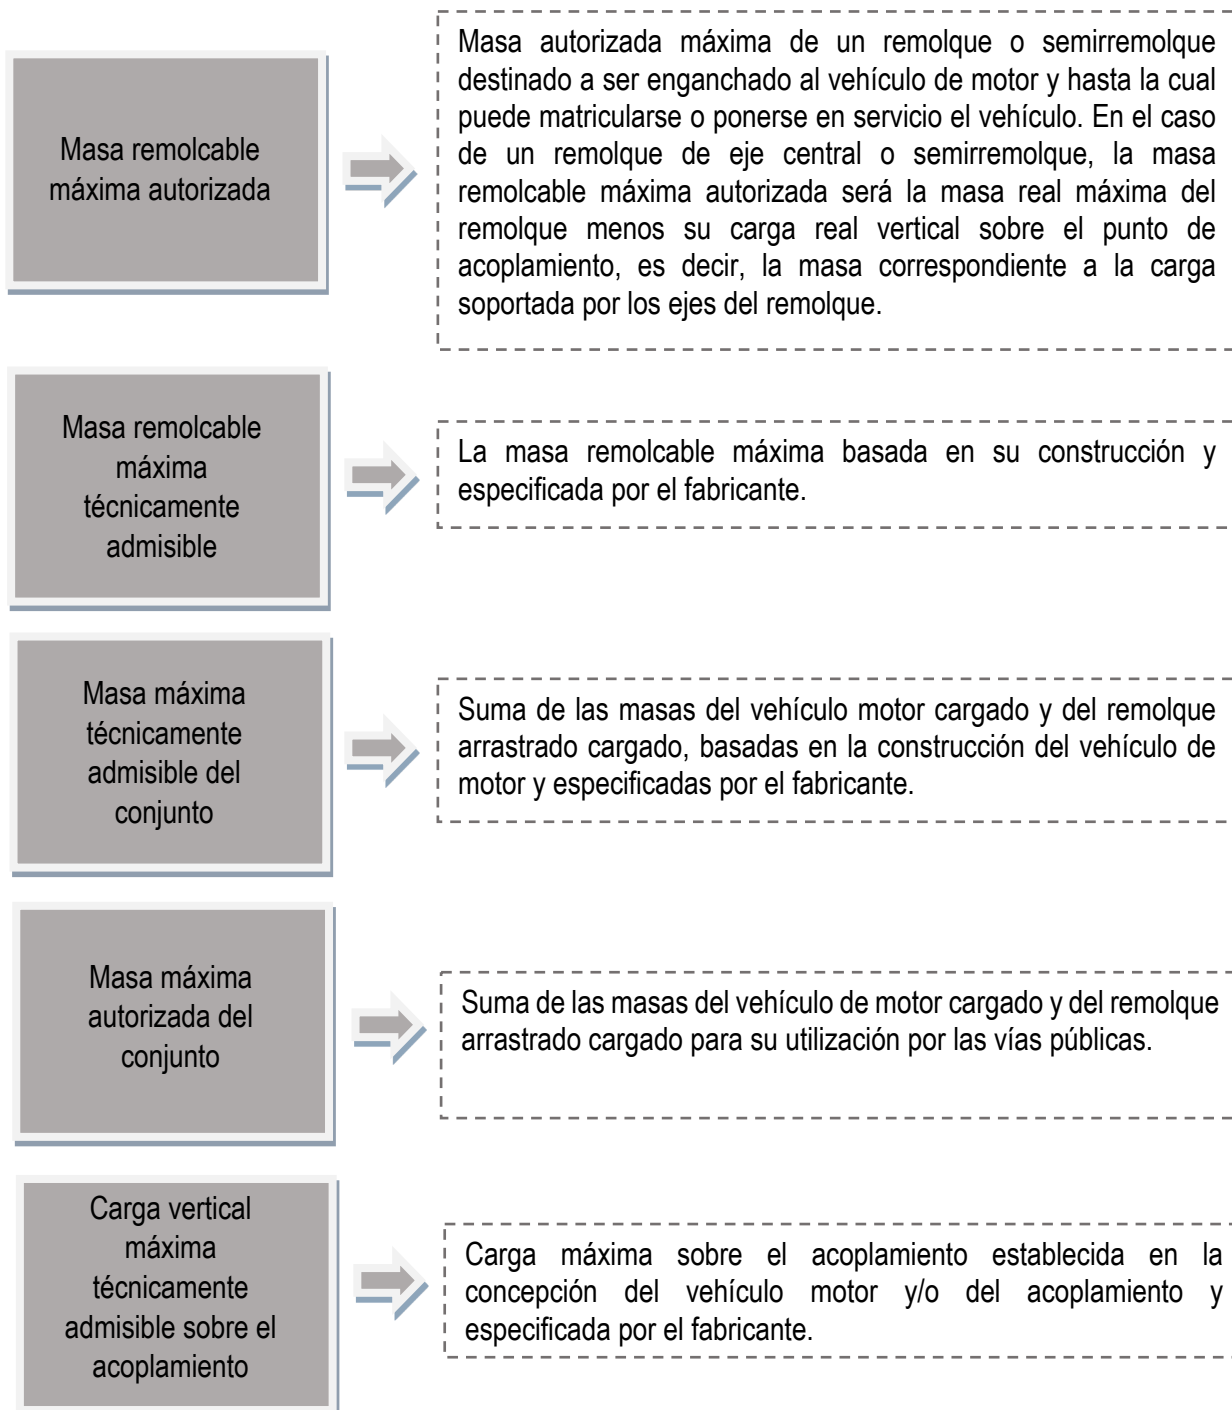 Masa remolcable
máxima autorizada
Masa autorizada máxima de un remolque o semirremolque
destinado a ser enganchado al vehículo de motor y hasta la cual
puede matricularse o ponerse en servicio el vehículo. En el caso
de un remolque de eje central o semirremolque, la masa
remolcable máxima autorizada será la masa real máxima del
remolque menos su carga real vertical sobre el punto de
acoplamiento, es decir, la masa correspondiente a la carga
soportada por los ejes del remolque.
Masa remolcable
máxima
técnicamente
admisible
La masa remolcable máxima basada en su construcción y
especificada por el fabricante.
Masa máxima
técnicamente
admisible del
conjunto
Suma de las masas del vehículo motor cargado y del remolque
arrastrado cargado, basadas en la construcción del vehículo de
motor y especificadas por el fabricante.
Masa máxima
autorizada del
conjunto
Suma de las masas del vehículo de motor cargado y del remolque
arrastrado cargado para su utilización por las vías públicas.
Carga vertical
máxima
técnicamente
admisible sobre el
acoplamiento
Carga máxima sobre el acoplamiento establecida en la
concepción del vehículo motor y/o del acoplamiento y
especificada por el fabricante.